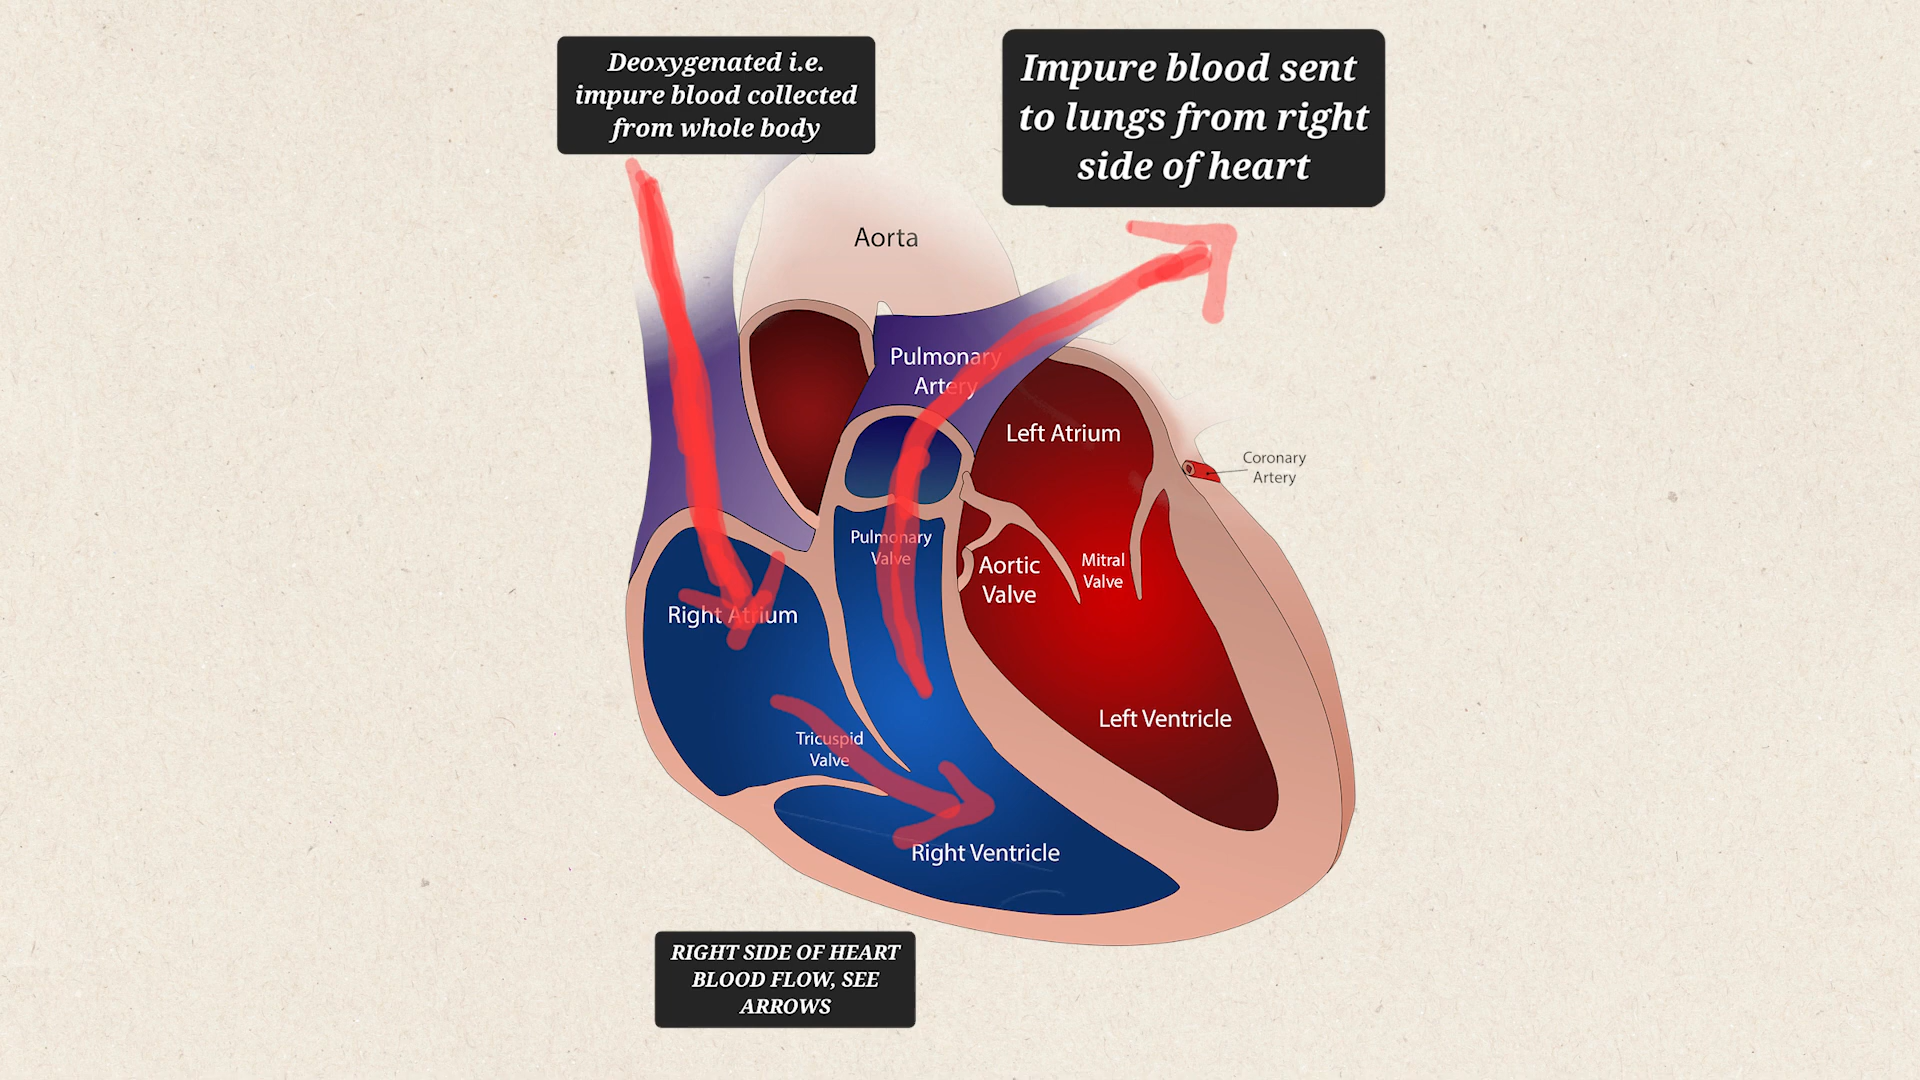 Deoxygenated i.e.
impure blood collected
from whole body
Impure blood sent
to lungs from right
side of heart
Aorta
Pulmonary
Artery
Left Atrium
Coronary
Artery
Pulmonary
Valve
Aortic
Valve
Mitral
Valve
Right Atrium
Left Ventricle
Tricuspid
Valve
Right Ventricle
RIGHT SIDE OF HEART
BLOOD FLOW, SEE
ARROWS